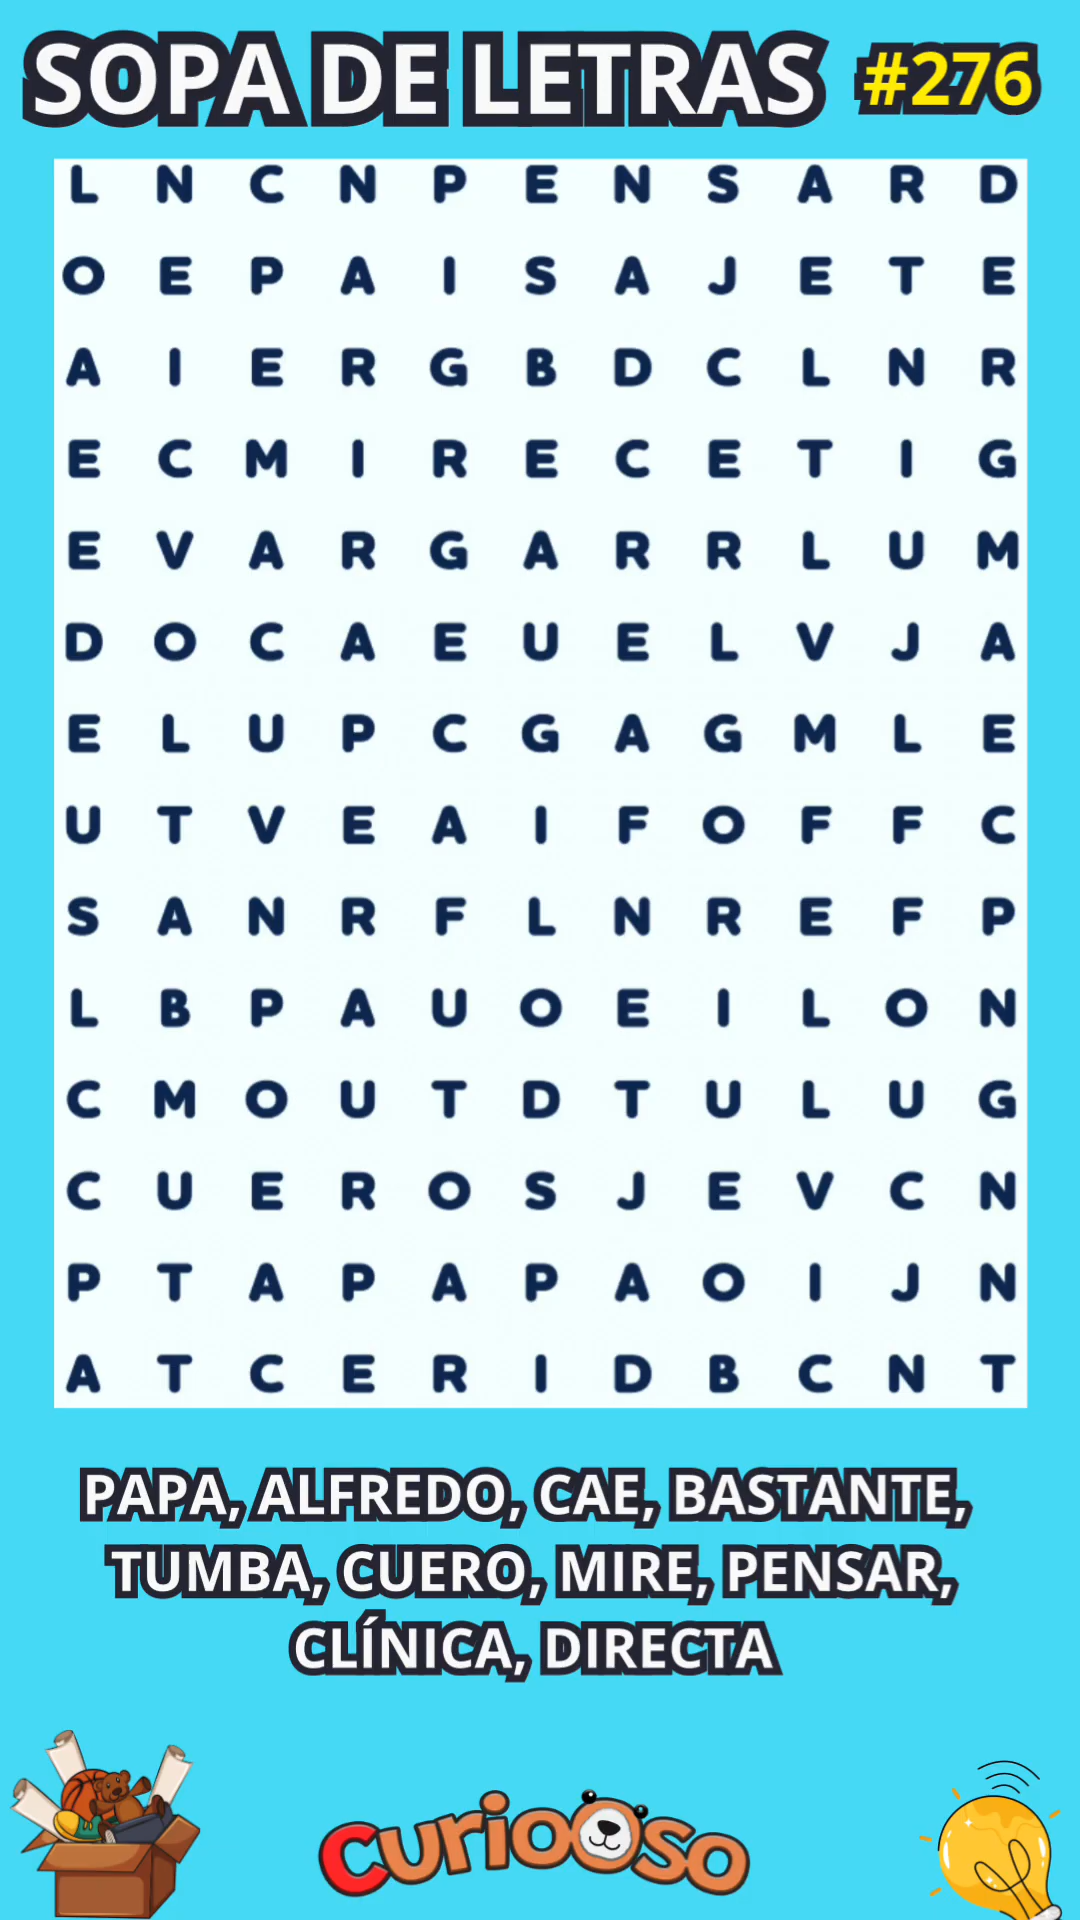 SOPA DE LETRAS #276
L N C N P E N S A R D
O E P A I S A J E T E
A I E R G B D C L N R
E C M I R E C E T I G
E V A R G A R R L U M
D O C A E U E L V J A
E L U P C G A G M L E
U T V E A I F O F F C
S A N R F L N R E F P
L B P A U O E I L O N
C M O U T D T U L U G
C U E R O S J E V C N
P T A P A P A O I J N
A T C E R I D B C N T
PAPA, ALFREDO, CAE, BASTANTE,
TUMBA, CUERO, MIRE, PENSAR,
CLÍNICA, DIRECTA
curiooso